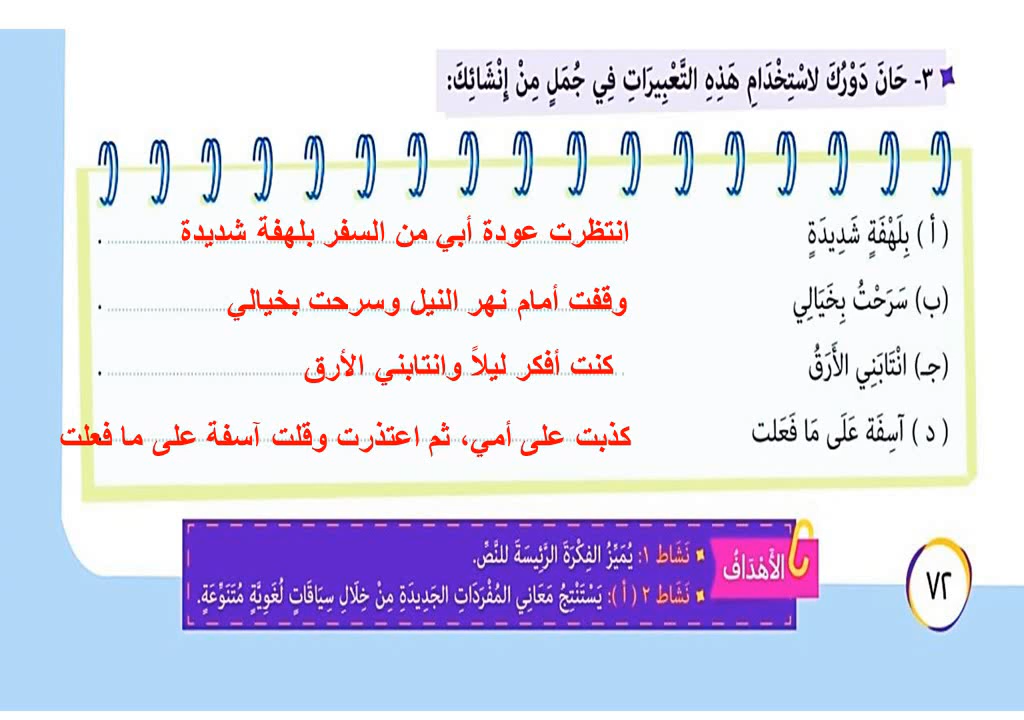 ٣- حَانَ دَوْرُكَ لاسْتِخْدَامِ هَذِهِ التَّعْبِيرَاتِ فِي جُمَلٍ مِنْ إِنْشَائِكَ:
( أ ) بِلَهْفَةٍ شَدِيدَةٍ انتظرت عودة أبي من السفر بلهفة شديدة .
(ب) سَرَحْتُ بِخَيَالِي وقفت أمام نهر النيل وسرحت بخيالي .
(جـ) انْتَابَنِي الأَرَقُ كنت أفكر ليلاً وانتابني الأرق .
( د ) آسِفَة عَلَى مَا فَعَلت كذبت على أمي، ثم اعتذرت وقلت آسفة على ما فعلت
الأَهْدَافُ
نَشَاط ١: يُمَيِّزُ الفِكْرَةَ الرَّئِيسَةَ للنَّصِّ.
نَشَاط ٢ ( أ ): يَسْتَنْتِجُ مَعَانِي المُفْرَدَاتِ الجَدِيدَةِ مِنْ خِلَالِ سِيَاقَاتٍ لُغَوِيَّةٍ مُتَنَوِّعَةٍ.
٧٢